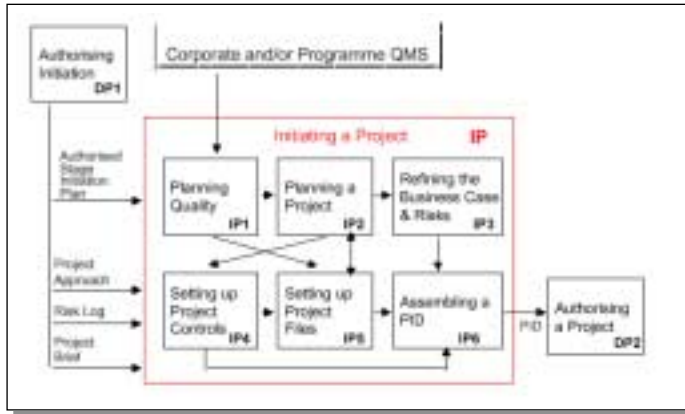 Authorising
Initiation
DP1
Corporate and/or Programme QMS
Initiating a Project IP
Authorised
Stage
Initiation
Plan
Planning
Quality
IP1
Planning a
Project
IP2
Refining the
Business Case
& Risks
IP3
Project
Approach
Risk Log
Project
Brief
Setting up
Project
Controls
IP4
Setting up
Project
Files
IP5
Assembling a
PID
IP6
PID
Authorising
a Project
DP2